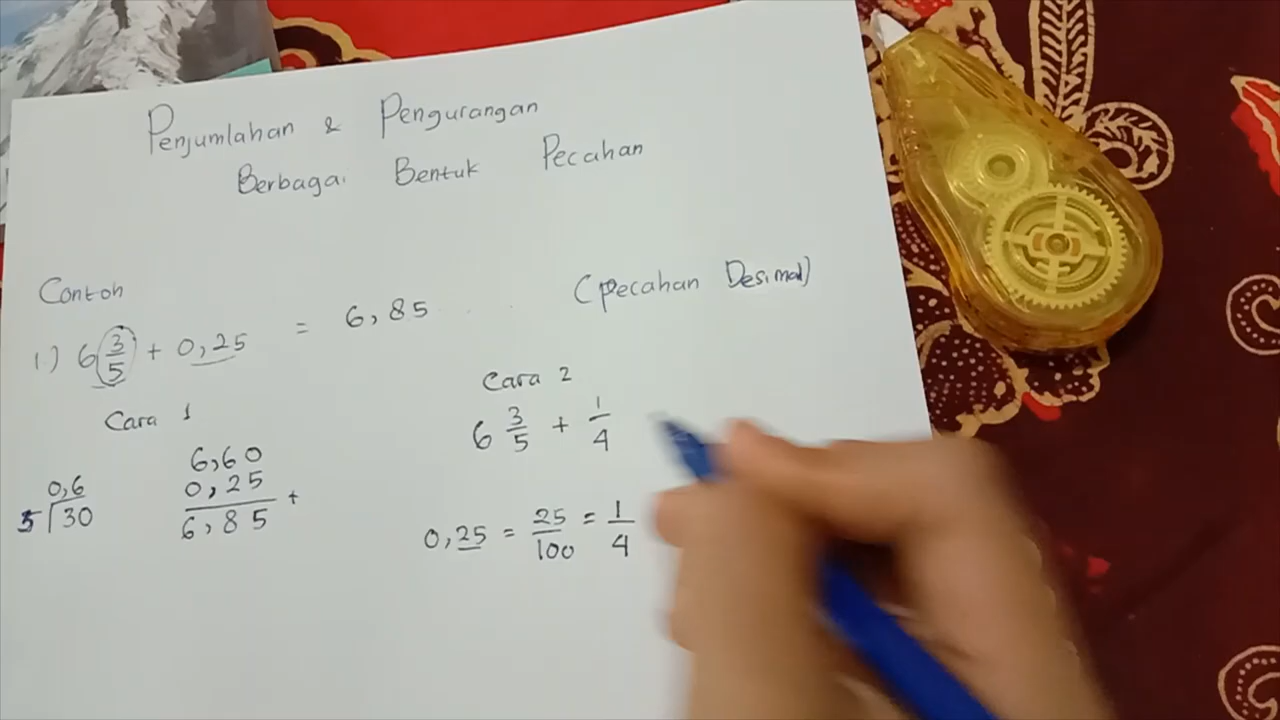 Penjumlahan & Pengurangan
Berbagai Bentuk Pecahan
Contoh
(Pecahan Desimal)
1.) 6 3/5 + 0,25 = 6,85
Cara 1
6,60
0,25 +
6,85
0,6
5 √30
Cara 2
6 3/5 + 1/4
0,25 = 25/100 = 1/4